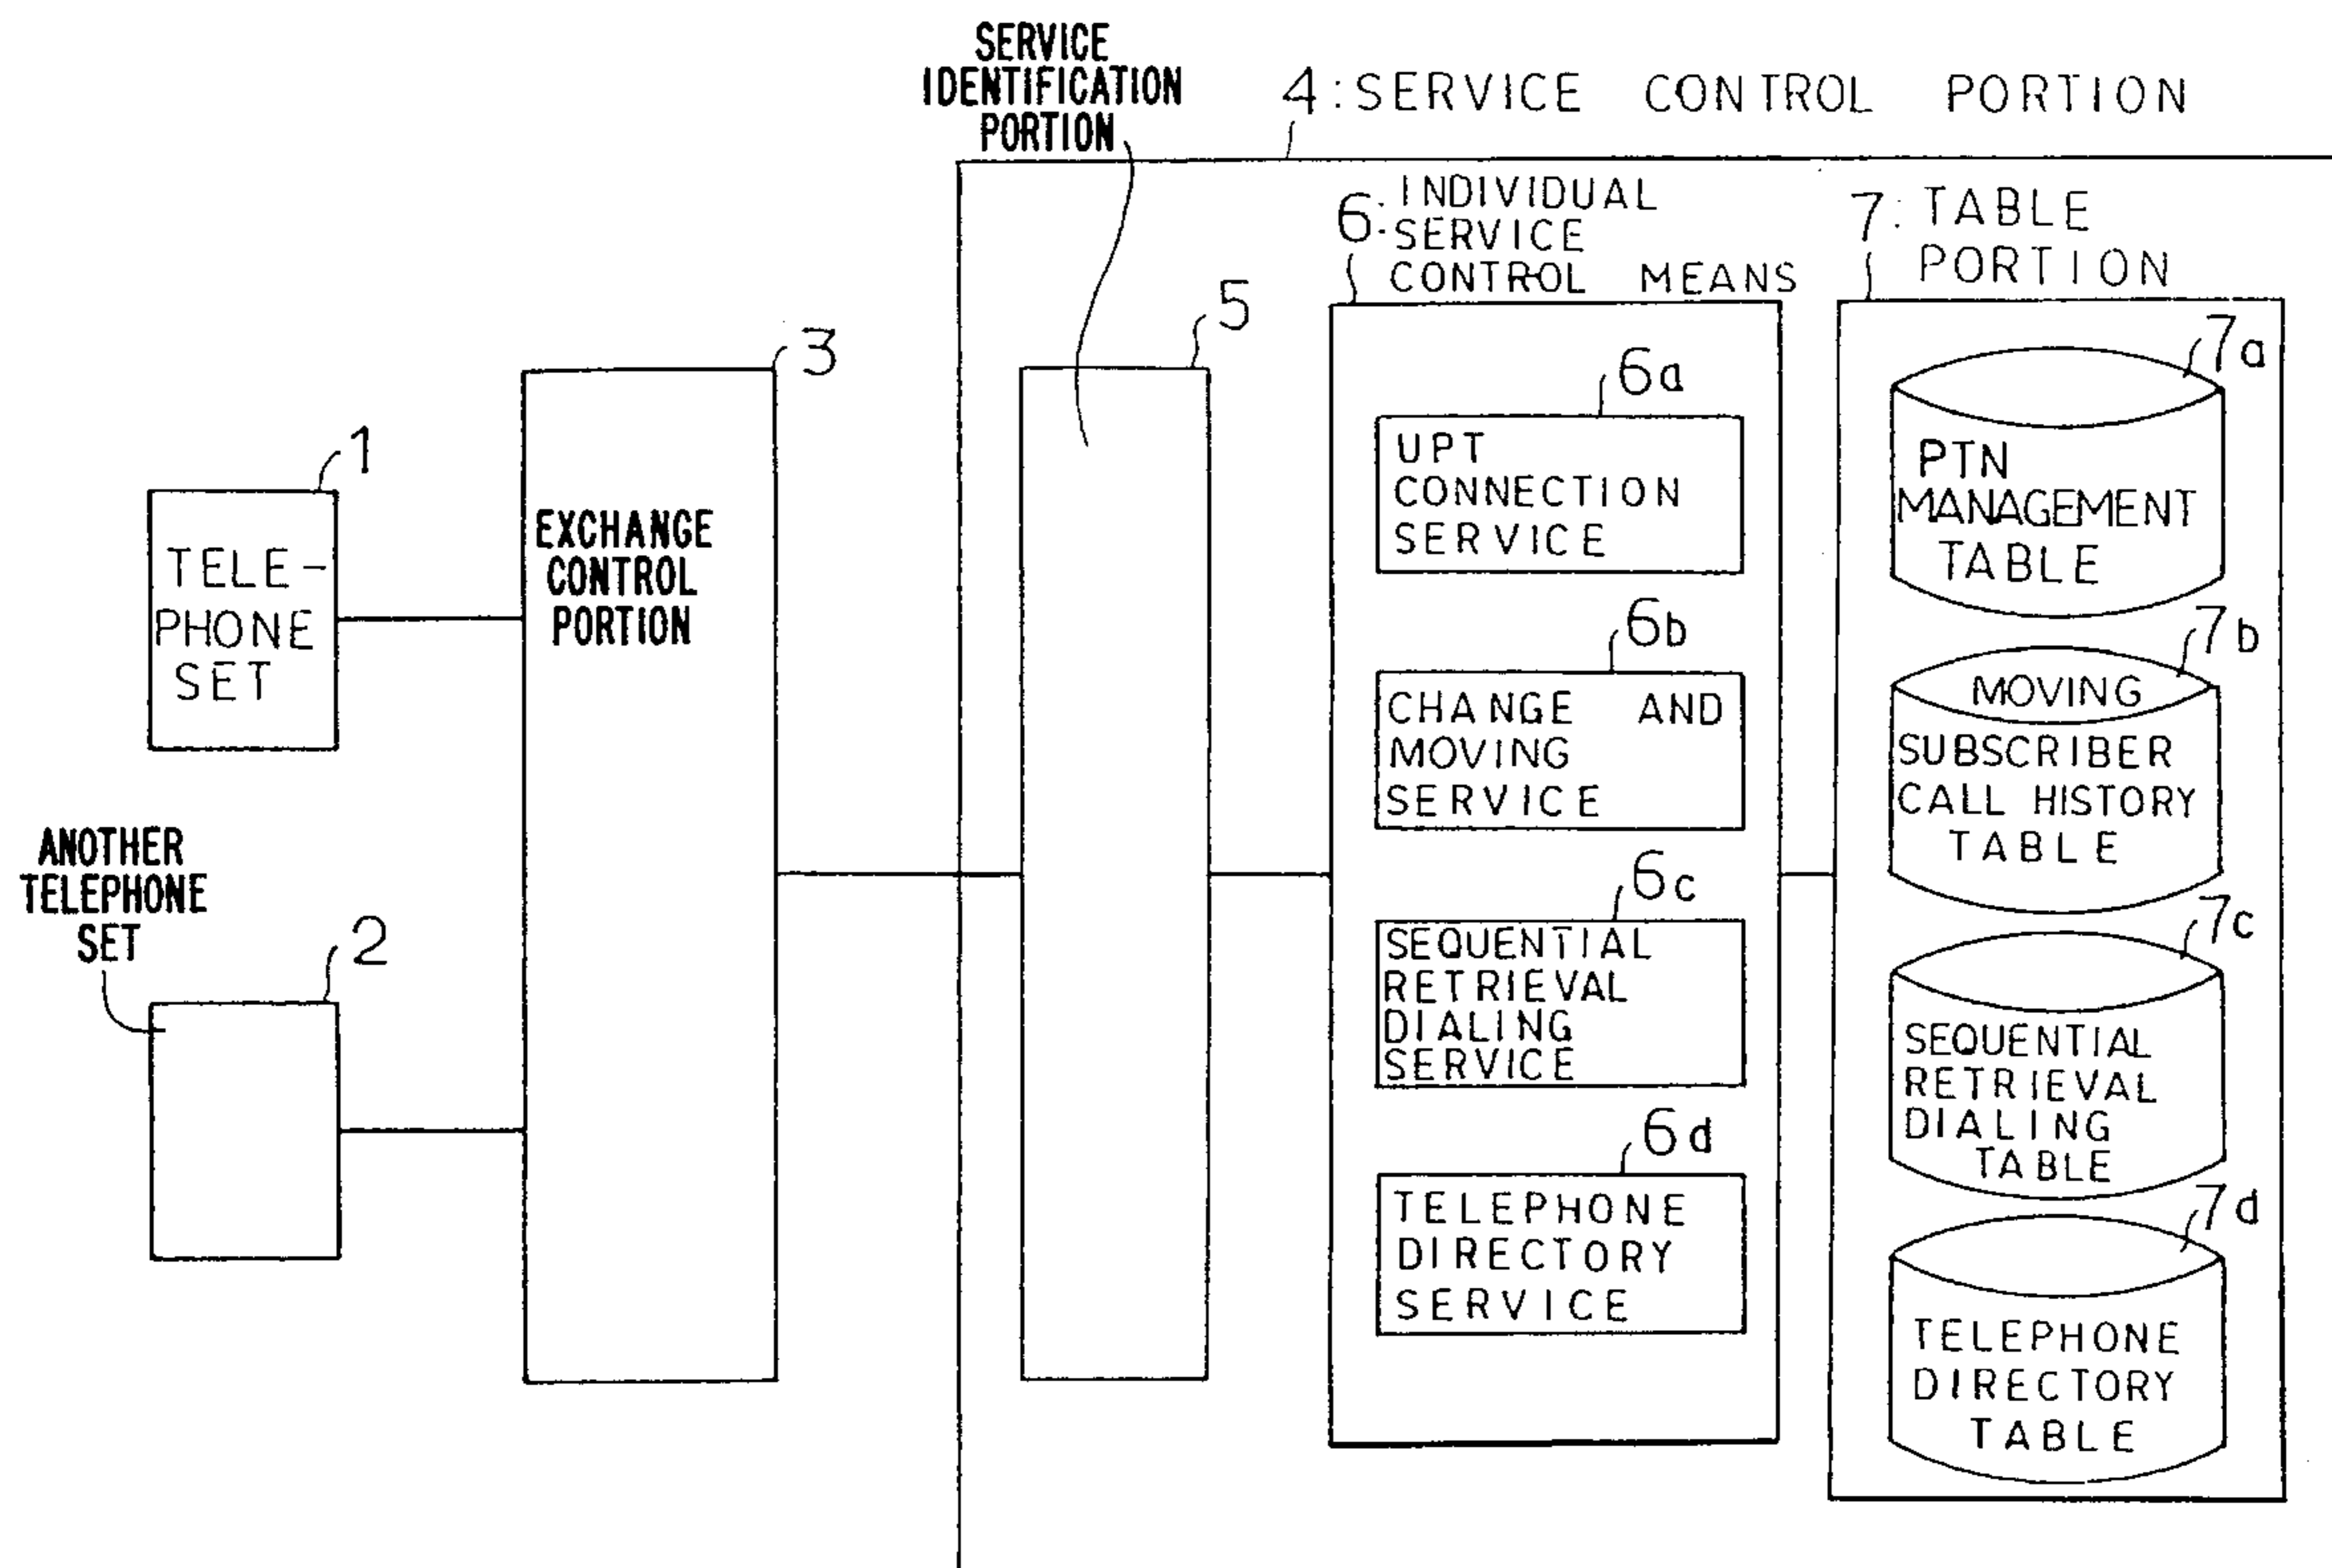 SERVICE
IDENTIFICATION
PORTION
4: SERVICE CONTROL PORTION
6: INDIVIDUAL
SERVICE
CONTROL MEANS
7: TABLE
PORTION
5
3
1
TELE-
PHONE
SET
EXCHANGE
CONTROL
PORTION
ANOTHER
TELEPHONE
SET
2
6a
UPT
CONNECTION
SERVICE
6b
CHANGE AND
MOVING
SERVICE
6c
SEQUENTIAL
RETRIEVAL
DIALING
SERVICE
6d
TELEPHONE
DIRECTORY
SERVICE
7a
PTN
MANAGEMENT
TABLE
7b
MOVING
SUBSCRIBER
CALL HISTORY
TABLE
7c
SEQUENTIAL
RETRIEVAL
DIALING
TABLE
7d
TELEPHONE
DIRECTORY
TABLE